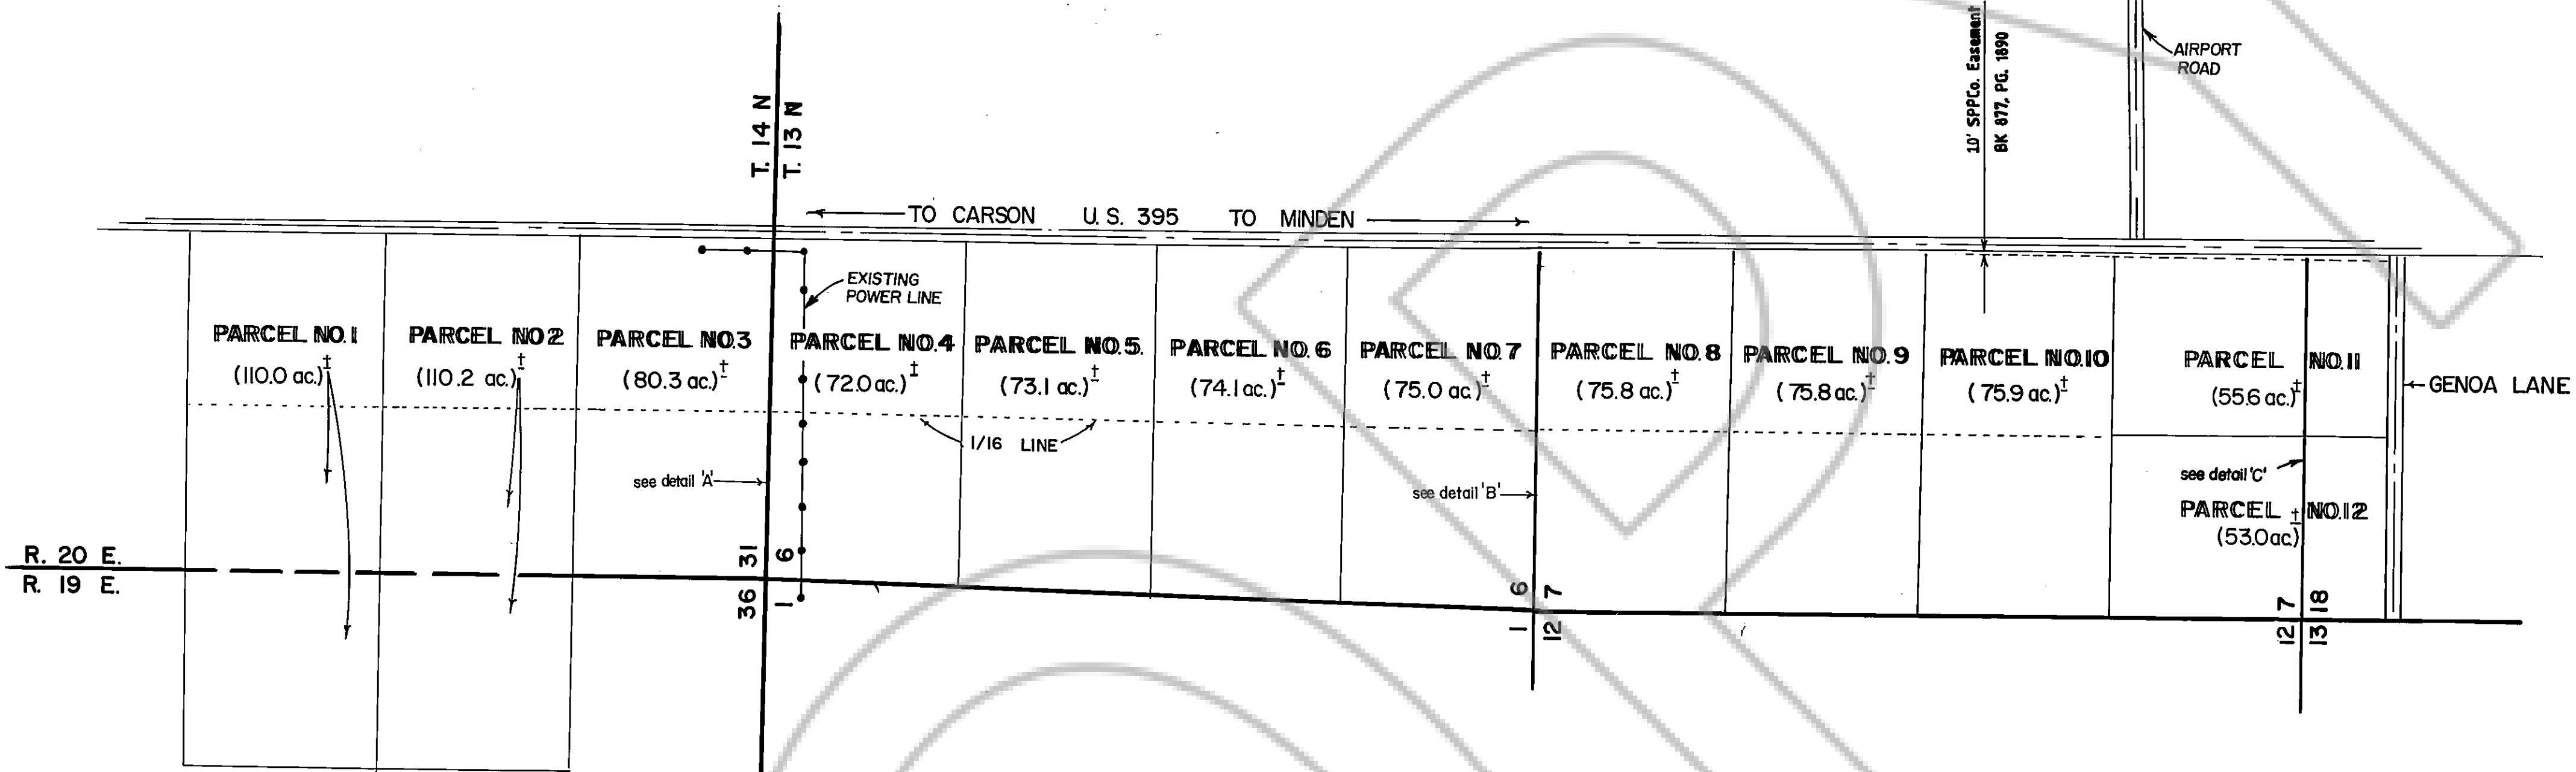 T. 14 N
T. 13 N
10' SPPCo. Easement
BK 877, PG. 1890
AIRPORT
ROAD
TO CARSON U.S. 395 TO MINDEN
EXISTING
POWER LINE
PARCEL NO. 1
(110.0 ac.)±
PARCEL NO 2
(110.2 ac.)±
PARCEL NO.3
(80.3 ac.)±
PARCEL NO.4
(72.0 ac.)±
PARCEL NO.5.
(73.1 ac.)±
PARCEL NO. 6
(74.1 ac.)±
PARCEL NO.7
(75.0 ac.)±
PARCEL NO.8
(75.8 ac.)±
PARCEL NO.9
(75.8 ac.)±
PARCEL NO.10
(75.9 ac.)±
PARCEL NO.11
(55.6 ac.)±
GENOA LANE
1/16 LINE
see detail 'A'
see detail 'B'
see detail 'C'
PARCEL NO.12
(53.0 ac.)±
R. 20 E.
R. 19 E.
31 6
36 1
6 7
1 12
7 18
12 13